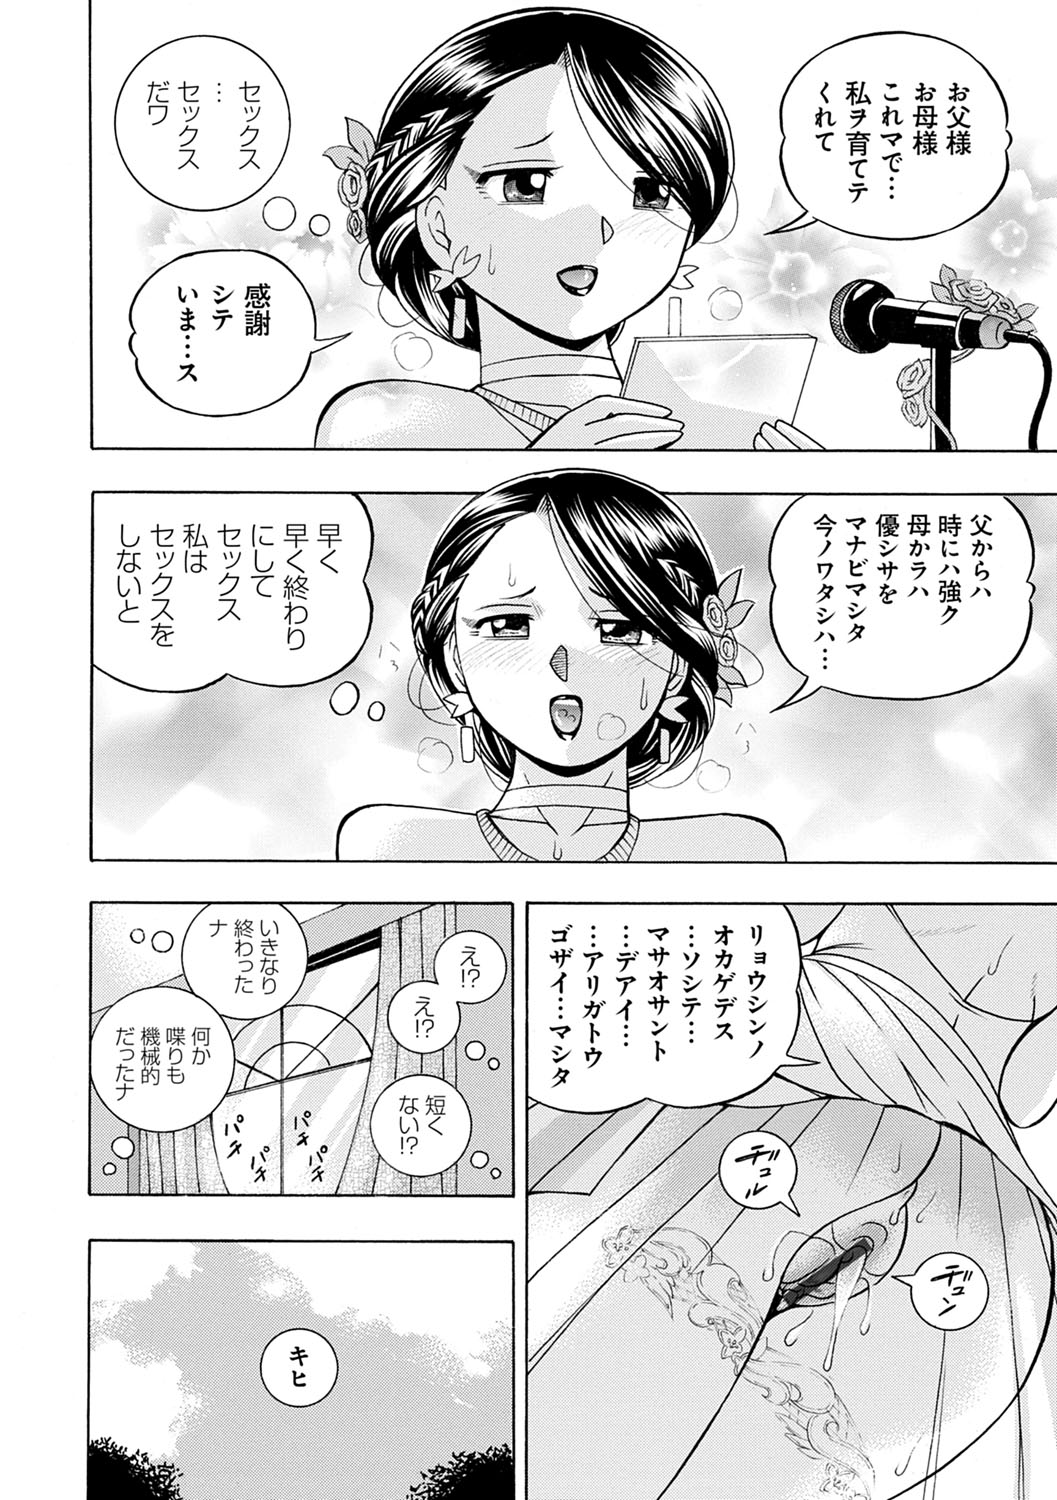 お父様
お母様
これマで…
私ヲ育てテ
くれて
セックス
…
セックス
だワ
感謝
シテ
いま…ス
父からハ
時にハ強ク
母かラハ
優シサを
マナビマシタ
今ノワタシハ…
早く
早く終わり
にして
セックス
私は
セックスを
しないと
リョウシンノ
オカゲデス
…ソシテ…
マサオサント
…デアイ…
…アリガトウ
ゴザイ…マシタ
ヂュル
ヂュン
え!?
え!?
短く
ない!?
いきなり
終わった
ナ
何か
喋りも
機械的
だったナ
パチ
パチ
パチ
パチ
キヒ